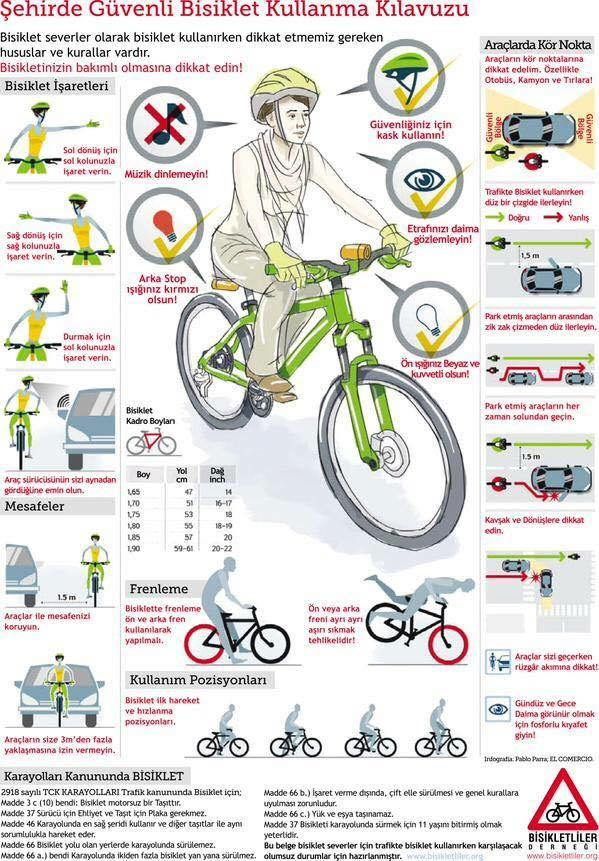 Şehirde Güvenli Bisiklet Kullanma Kılavuzu
Bisiklet severler olarak bisiklet kullanırken dikkat etmemiz gereken
hususlar ve kurallar vardır.
Bisikletinizin bakımlı olmasına dikkat edin!
Bisiklet İşaretleri
Sol dönüş için
sol kolunuzla
işaret verin.
Sağ dönüş için
sağ kolunuzla
işaret verin.
Durmak için
sol kolunuzla
işaret verin.
Araç sürücüsünün sizi aynadan
gördüğüne emin olun.
Mesafeler
1.5 m
Araçlar ile mesafenizi
koruyun.
Araçların size 3m'den fazla
yaklaşmasına izin vermeyin.
Müzik dinlemeyin!
Arka Stop
ışığınız kırmızı
olsun!
Güvenliğiniz için
kask kullanın!
Etrafınızı daima
gözlemleyin!
Ön ışığınız Beyaz ve
kuvvetli olsun!
Bisiklet
Kadro Boyları
Boy Yol cm Dağ inch
1,65 47 14
1,70 51 16-17
1,75 53 18
1,80 55 18-19
1,85 57 20
1,90 59-61 20-22
Frenleme
Bisiklette frenleme
ön ve arka fren
kullanılarak
yapılmalı.
Ön veya arka
freni ayrı ayrı
aşırı sıkmak
tehlikelidir!
Kullanım Pozisyonları
Bisiklet ilk hareket
ve hızlanma
pozisyonları.
Araçlarda Kör Nokta
Araçların kör noktalarına
dikkat edelim. Özellikle
Otobüs, Kamyon ve Tırlara!
Güvenli
Bölge
Güvenli
Bölge
Trafikte Bisiklet kullanırken
düz bir çizgide ilerleyin!
Doğru Yanlış
1,5 m
Park etmiş araçların arasından
zik zak çizmeden düz ilerleyin.
Park etmiş araçların her
zaman solundan geçin.
1.5 m
Kavşak ve Dönüşlere dikkat
edin.
Araçlar sizi geçerken
rüzgâr akımına dikkat!
Gündüz ve Gece
Daima görünür olmak
için fosforlu kıyafet
giyin!
Infografia: Pablo Parra; EL COMERCIO.
Karayolları Kanununda BİSİKLET
2918 sayılı TCK KARAYOLLARI Trafik kanununda Bisiklet için;
Madde 3 c (10) bendi: Bisiklet motorsuz bir Taşıttır.
Madde 37 Sürücü için Ehliyet ve Taşıt için Plaka gerekmez.
Madde 46 Karayolunda en sağ şeridi kullanır ve diğer taşıtlar ile aynı
sorumlulukla hareket eder.
Madde 66 Bisiklet yolu olan yerlerde karayolunda sürülemez.
Madde 66 a.) bendi Karayolunda ikiden fazla bisiklet yan yana sürülmez.
Madde 66 b.) İşaret verme dışında, çift elle sürülmesi ve genel kurallara
uyulması zorunludur.
Madde 66 c.) Yük ve eşya taşınamaz.
Madde 37 Bisikleti karayolunda sürmek için 11 yaşını bitirmiş olmak
yeterlidir.
Bu belge bisiklet severler için trafikte bisiklet kullanırken karşılaşacak
olumsuz durumlar için hazırlanmıştır. www.bisikletliler.org
BİSİKLETLİLER
DERNEĞİ
www.bisikletliler.org